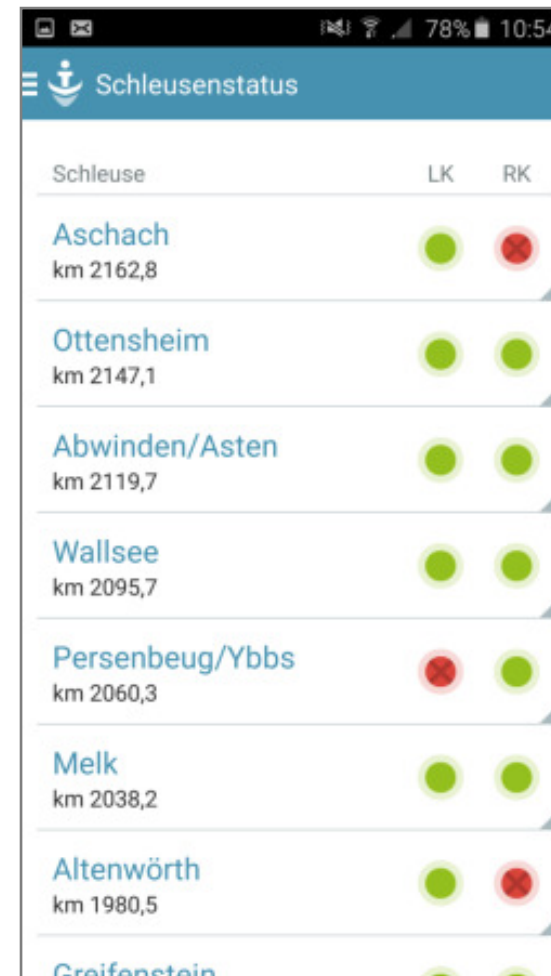 78% 10:54
Schleusenstatus
Schleuse LK RK
Aschach
km 2162,8
Ottensheim
km 2147,1
Abwinden/Asten
km 2119,7
Wallsee
km 2095,7
Persenbeug/Ybbs
km 2060,3
Melk
km 2038,2
Altenwörth
km 1980,5
Greifenstein